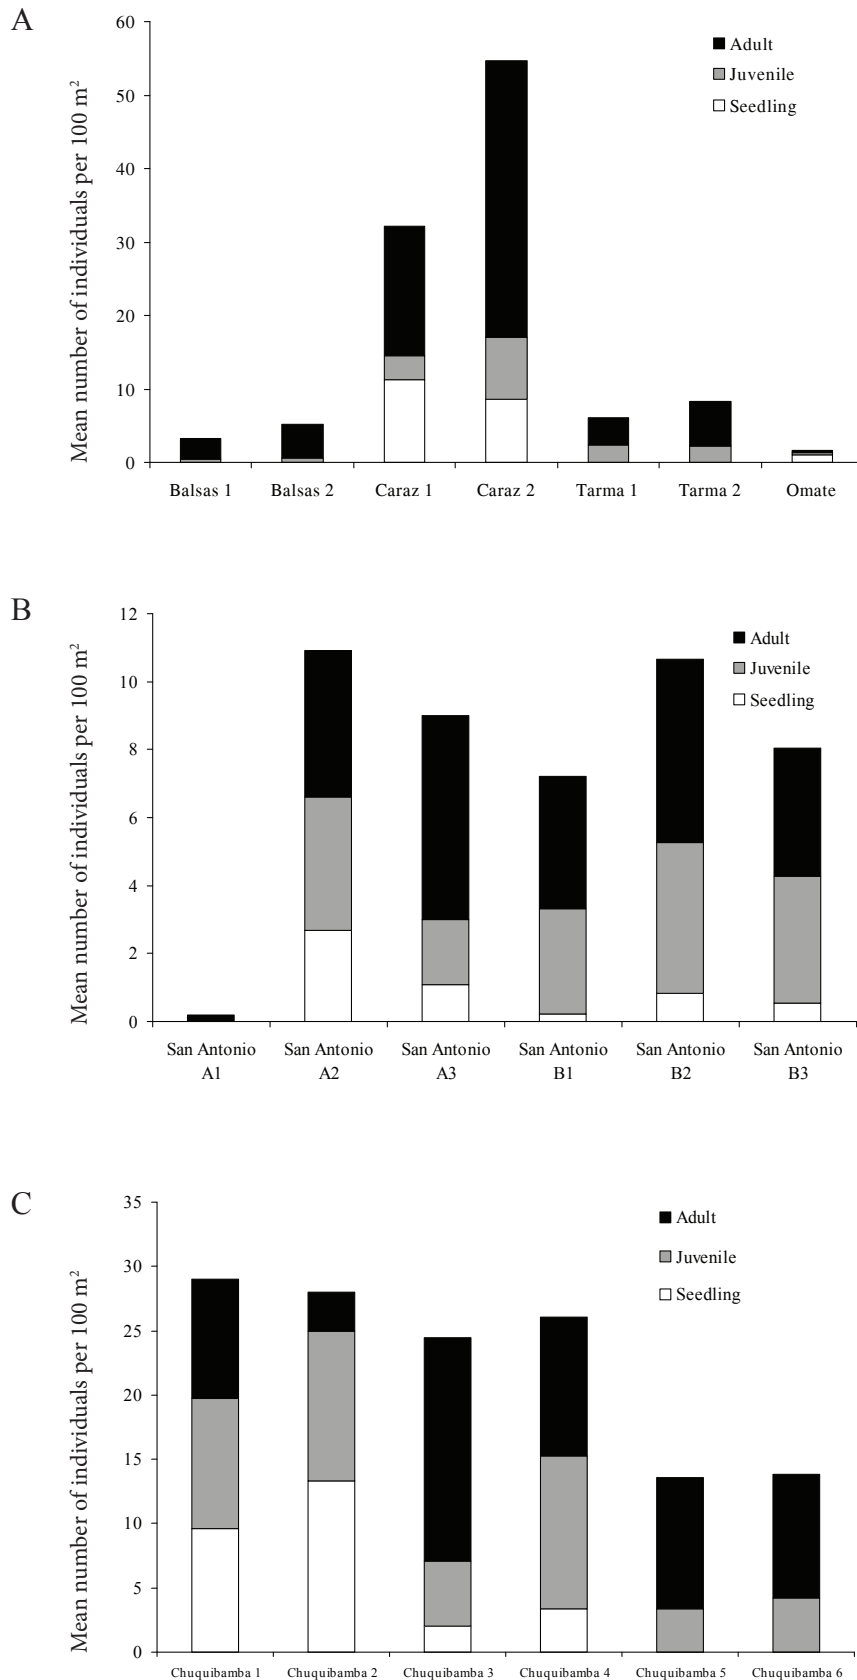 A
Mean number of individuals per 100 m²
60
50
40
30
20
10
0
Adult
Juvenile
Seedling
Balsas 1 Balsas 2 Caraz 1 Caraz 2 Tarma 1 Tarma 2 Omate
B
Mean number of individuals per 100 m²
12
10
8
6
4
2
0
Adult
Juvenile
Seedling
San Antonio San Antonio San Antonio San Antonio San Antonio San Antonio
A1 A2 A3 B1 B2 B3
C
Mean number of individuals per 100 m²
35
30
25
20
15
10
5
0
Adult
Juvenile
Seedling
Chuquibamba 1 Chuquibamba 2 Chuquibamba 3 Chuquibamba 4 Chuquibamba 5 Chuquibamba 6